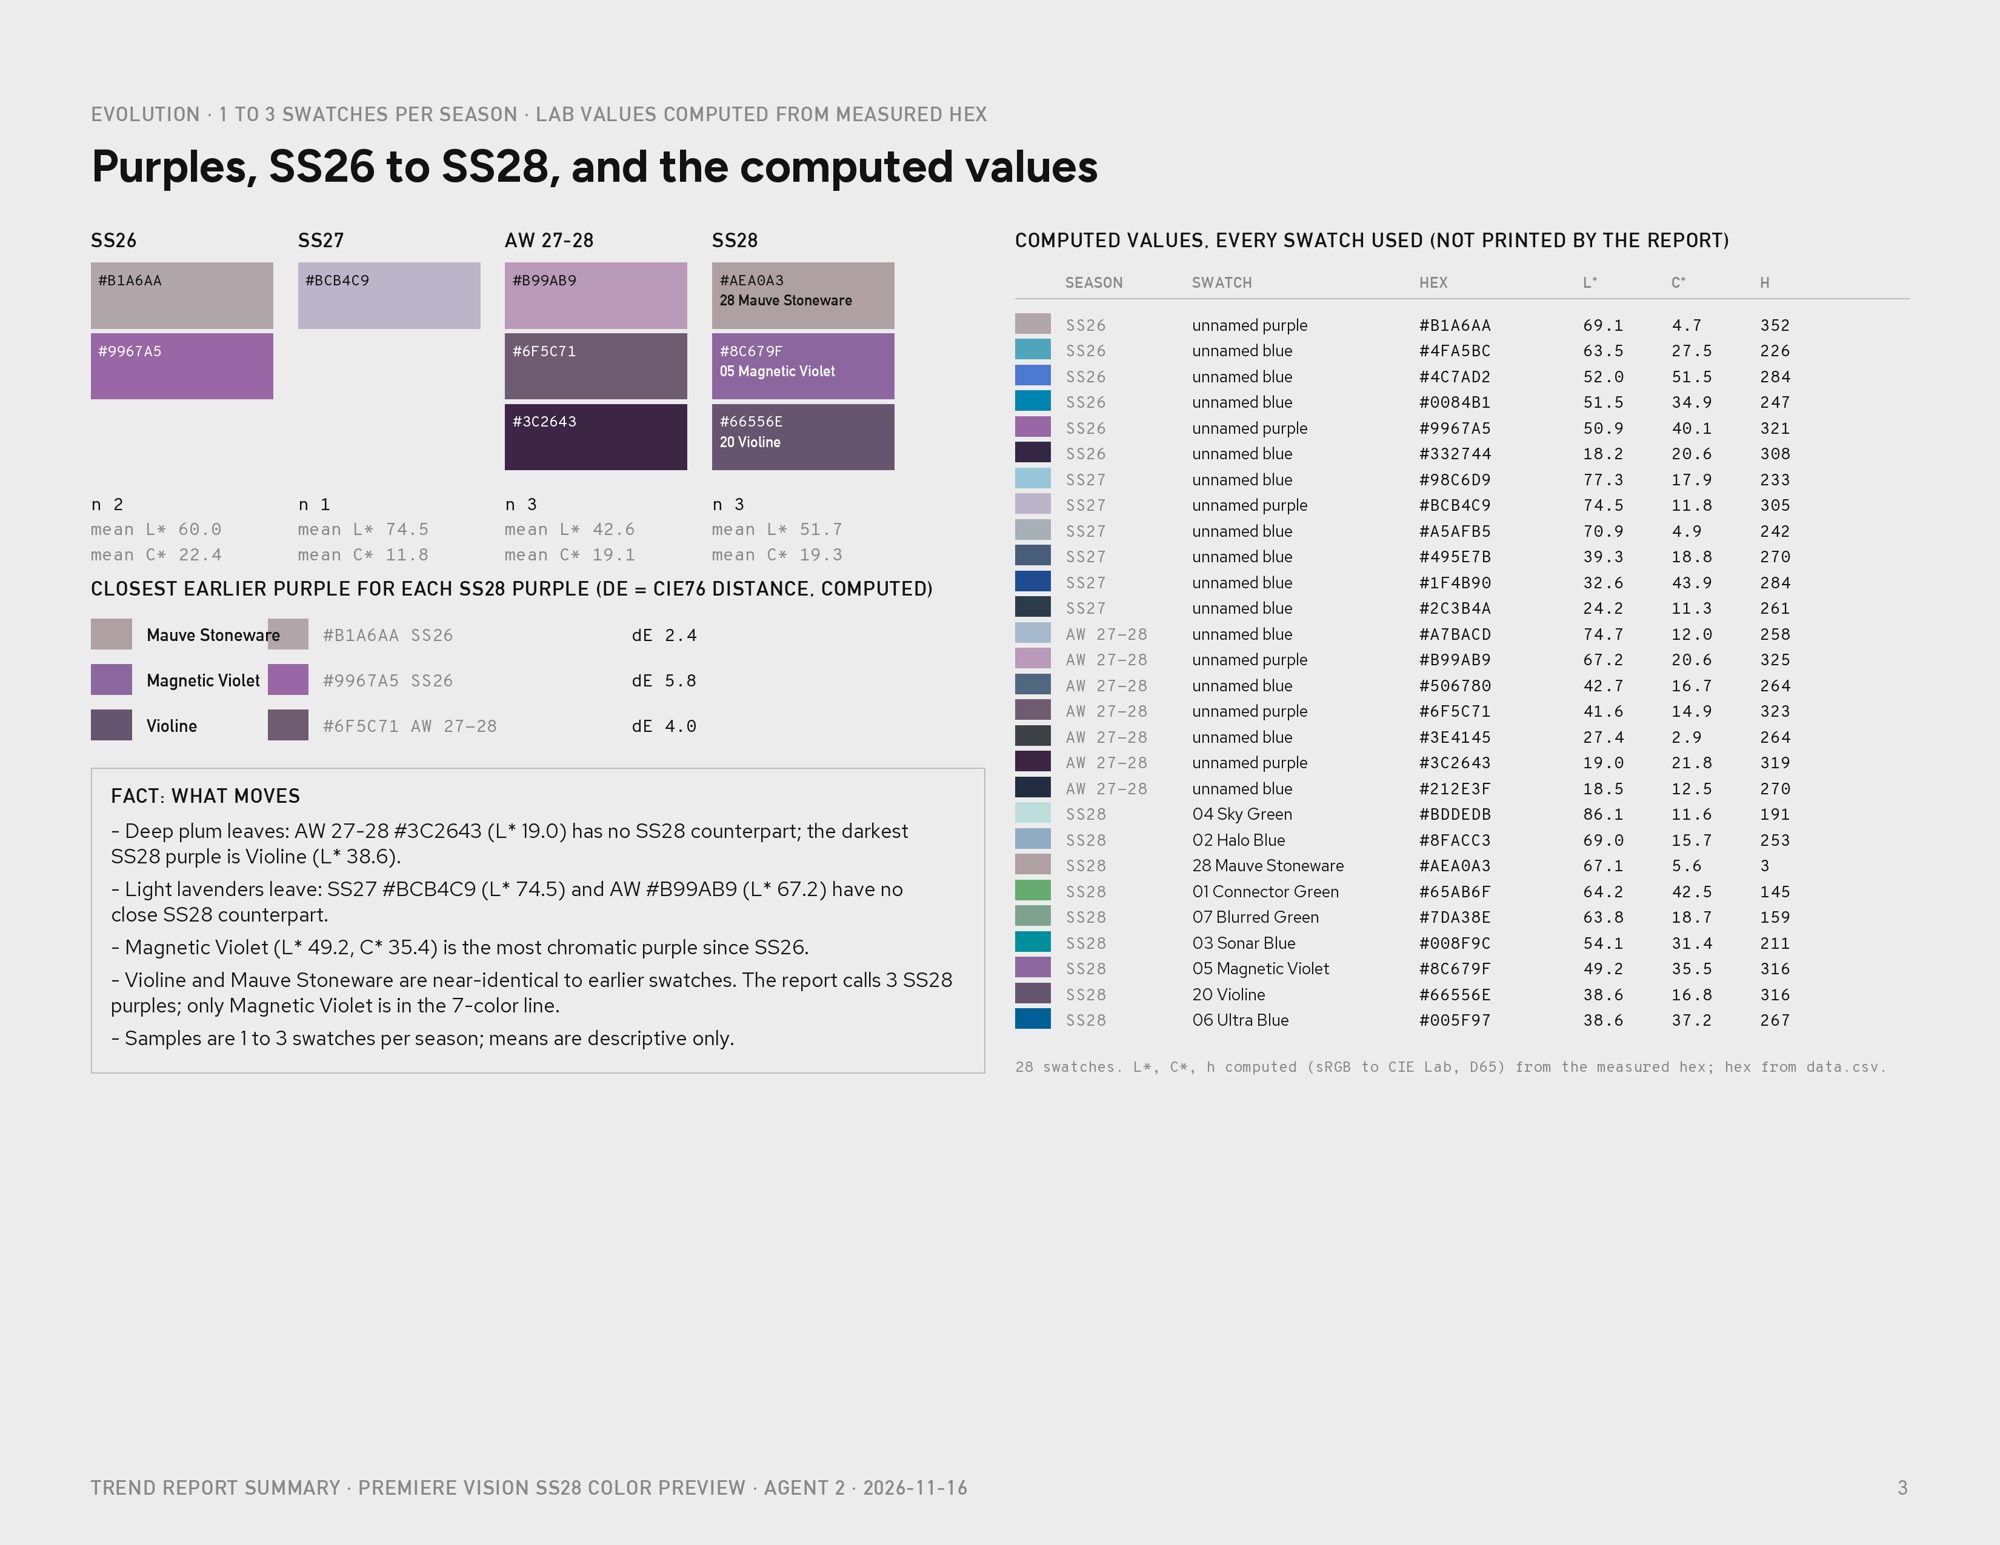 EVOLUTION · 1 TO 3 SWATCHES PER SEASON · LAB VALUES COMPUTED FROM MEASURED HEX
Purples, SS26 to SS28, and the computed values
SS26 SS27 AW 27-28 SS28
#B1A6AA #BCB4C9 #B99AB9 #AEA0A3
28 Mauve Stoneware
#9967A5 #6F5C71 #8C679F
05 Magnetic Violet
#3C2643 #66556E
20 Violine
n 2 n 1 n 3 n 3
mean L* 60.0 mean L* 74.5 mean L* 42.6 mean L* 51.7
mean C* 22.4 mean C* 11.8 mean C* 19.1 mean C* 19.3
CLOSEST EARLIER PURPLE FOR EACH SS28 PURPLE (DE = CIE76 DISTANCE, COMPUTED)
Mauve Stoneware #B1A6AA SS26 dE 2.4
Magnetic Violet #9967A5 SS26 dE 5.8
Violine #6F5C71 AW 27-28 dE 4.0
FACT: WHAT MOVES
- Deep plum leaves: AW 27-28 #3C2643 (L* 19.0) has no SS28 counterpart; the darkest
SS28 purple is Violine (L* 38.6).
- Light lavenders leave: SS27 #BCB4C9 (L* 74.5) and AW #B99AB9 (L* 67.2) have no
close SS28 counterpart.
- Magnetic Violet (L* 49.2, C* 35.4) is the most chromatic purple since SS26.
- Violine and Mauve Stoneware are near-identical to earlier swatches. The report calls 3 SS28
purples; only Magnetic Violet is in the 7-color line.
- Samples are 1 to 3 swatches per season; means are descriptive only.
COMPUTED VALUES, EVERY SWATCH USED (NOT PRINTED BY THE REPORT)
SEASON SWATCH HEX L* C* H
SS26 unnamed purple #B1A6AA 69.1 4.7 352
SS26 unnamed blue #4FA5BC 63.5 27.5 226
SS26 unnamed blue #4C7AD2 52.0 51.5 284
SS26 unnamed blue #0084B1 51.5 34.9 247
SS26 unnamed purple #9967A5 50.9 40.1 321
SS26 unnamed blue #332744 18.2 20.6 308
SS27 unnamed blue #98C6D9 77.3 17.9 233
SS27 unnamed purple #BCB4C9 74.5 11.8 305
SS27 unnamed blue #A5AFB5 70.9 4.9 242
SS27 unnamed blue #495E7B 39.3 18.8 270
SS27 unnamed blue #1F4B90 32.6 43.9 284
SS27 unnamed blue #2C3B4A 24.2 11.3 261
AW 27-28 unnamed blue #A7BACD 74.7 12.0 258
AW 27-28 unnamed purple #B99AB9 67.2 20.6 325
AW 27-28 unnamed blue #506780 42.7 16.7 264
AW 27-28 unnamed purple #6F5C71 41.6 14.9 323
AW 27-28 unnamed blue #3E4145 27.4 2.9 264
AW 27-28 unnamed purple #3C2643 19.0 21.8 319
AW 27-28 unnamed blue #212E3F 18.5 12.5 270
SS28 04 Sky Green #BDDEDB 86.1 11.6 191
SS28 02 Halo Blue #8FACC3 69.0 15.7 253
SS28 28 Mauve Stoneware #AEA0A3 67.1 5.6 3
SS28 01 Connector Green #65AB6F 64.2 42.5 145
SS28 07 Blurred Green #7DA38E 63.8 18.7 159
SS28 03 Sonar Blue #008F9C 54.1 31.4 211
SS28 05 Magnetic Violet #8C679F 49.2 35.5 316
SS28 20 Violine #66556E 38.6 16.8 316
SS28 06 Ultra Blue #005F97 38.6 37.2 267
28 swatches. L*, C*, h computed (sRGB to CIE Lab, D65) from the measured hex; hex from data.csv.
TREND REPORT SUMMARY · PREMIERE VISION SS28 COLOR PREVIEW · AGENT 2 · 2026-11-16
3